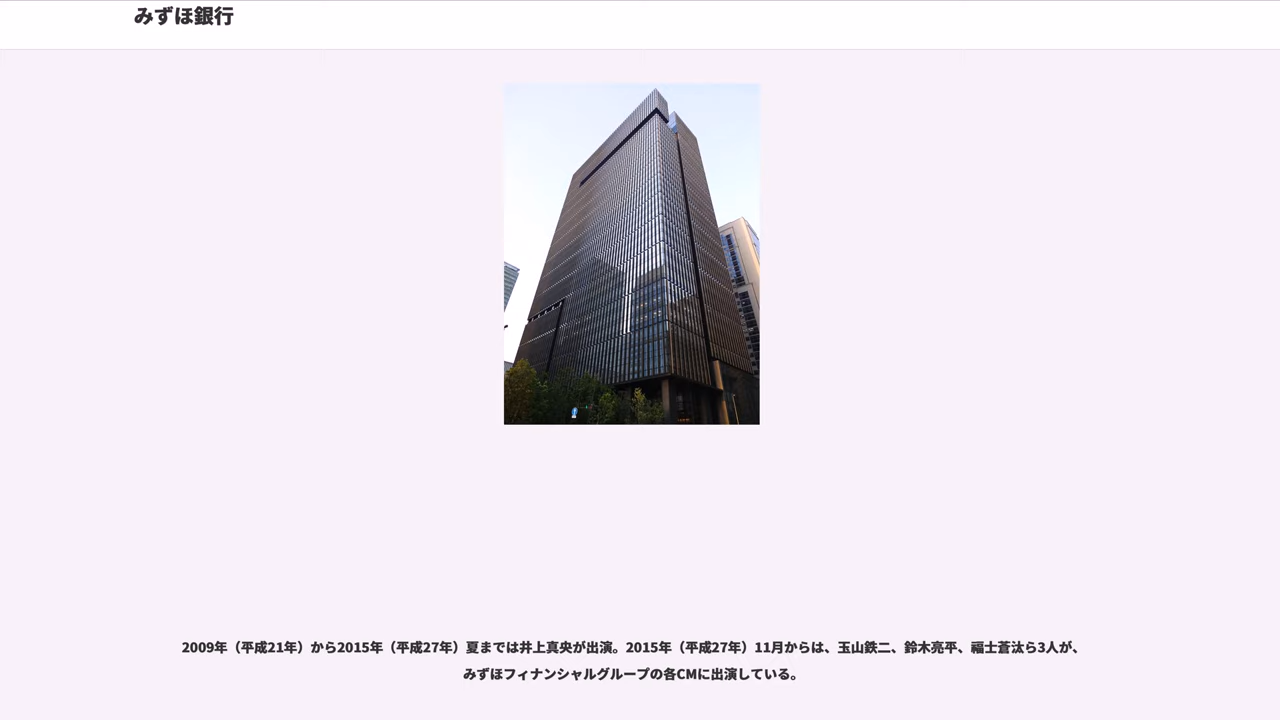 みずほ銀行
2009年（平成21年）から2015年（平成27年）夏までは井上真央が出演。2015年（平成27年）11月からは、玉山鉄二、鈴木亮平、福士蒼汰ら3人が、
みずほフィナンシャルグループの各CMに出演している。